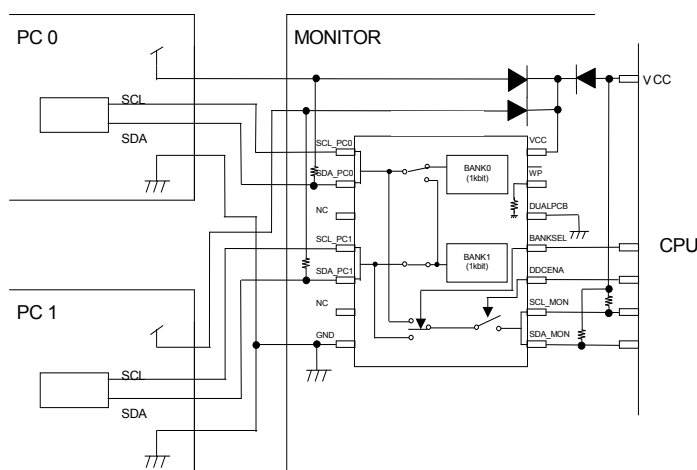 PC 0
MONITOR
VCC
SCL
SDA
SCL_PC0
VCC
BANK0
(1kbit)
SDA_PC0
WP
NC
DUALPCB
SCL_PC1
BANKSEL
CPU
BANK1
(1kbit)
SDA_PC1
DDCENA
PC 1
NC
SCL_MON
GND
SDA_MON
SCL
SDA